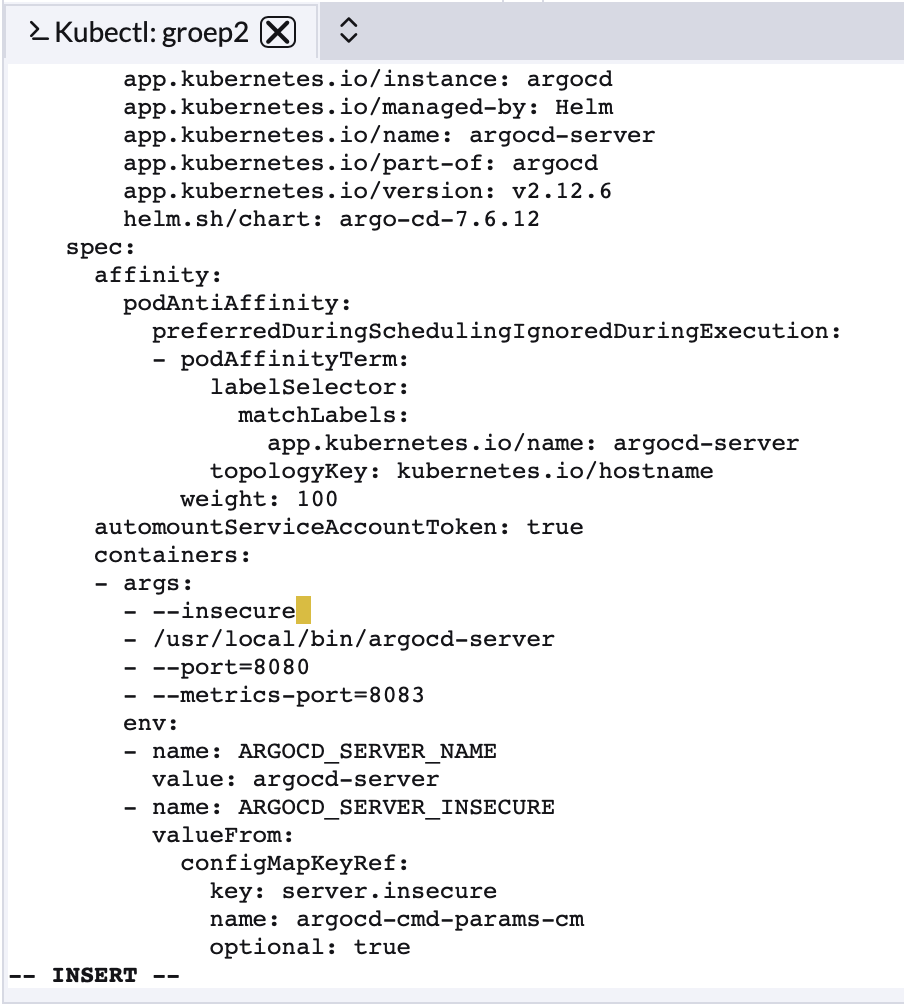 Kubectl: groep2
        app.kubernetes.io/instance: argocd
        app.kubernetes.io/managed-by: Helm
        app.kubernetes.io/name: argocd-server
        app.kubernetes.io/part-of: argocd
        app.kubernetes.io/version: v2.12.6
        helm.sh/chart: argo-cd-7.6.12
    spec:
      affinity:
        podAntiAffinity:
          preferredDuringSchedulingIgnoredDuringExecution:
          - podAffinityTerm:
              labelSelector:
                matchLabels:
                  app.kubernetes.io/name: argocd-server
              topologyKey: kubernetes.io/hostname
            weight: 100
      automountServiceAccountToken: true
      containers:
      - args:
        - --insecure
        - /usr/local/bin/argocd-server
        - --port=8080
        - --metrics-port=8083
        env:
        - name: ARGOCD_SERVER_NAME
          value: argocd-server
        - name: ARGOCD_SERVER_INSECURE
          valueFrom:
            configMapKeyRef:
              key: server.insecure
              name: argocd-cmd-params-cm
              optional: true
-- INSERT --